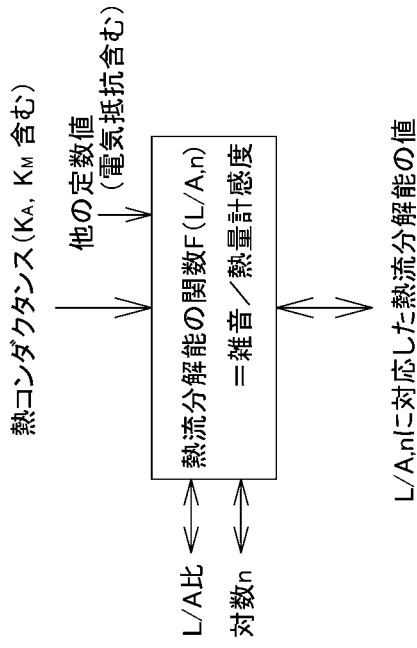 熱コンダクタンス(KA, KM 含む)
他の定数値
(電気抵抗含む)
L/A比
対数n
熱流分解能の関数F(L/A,n)
=雑音/熱量計感度
L/A,nに対応した熱流分解能の値